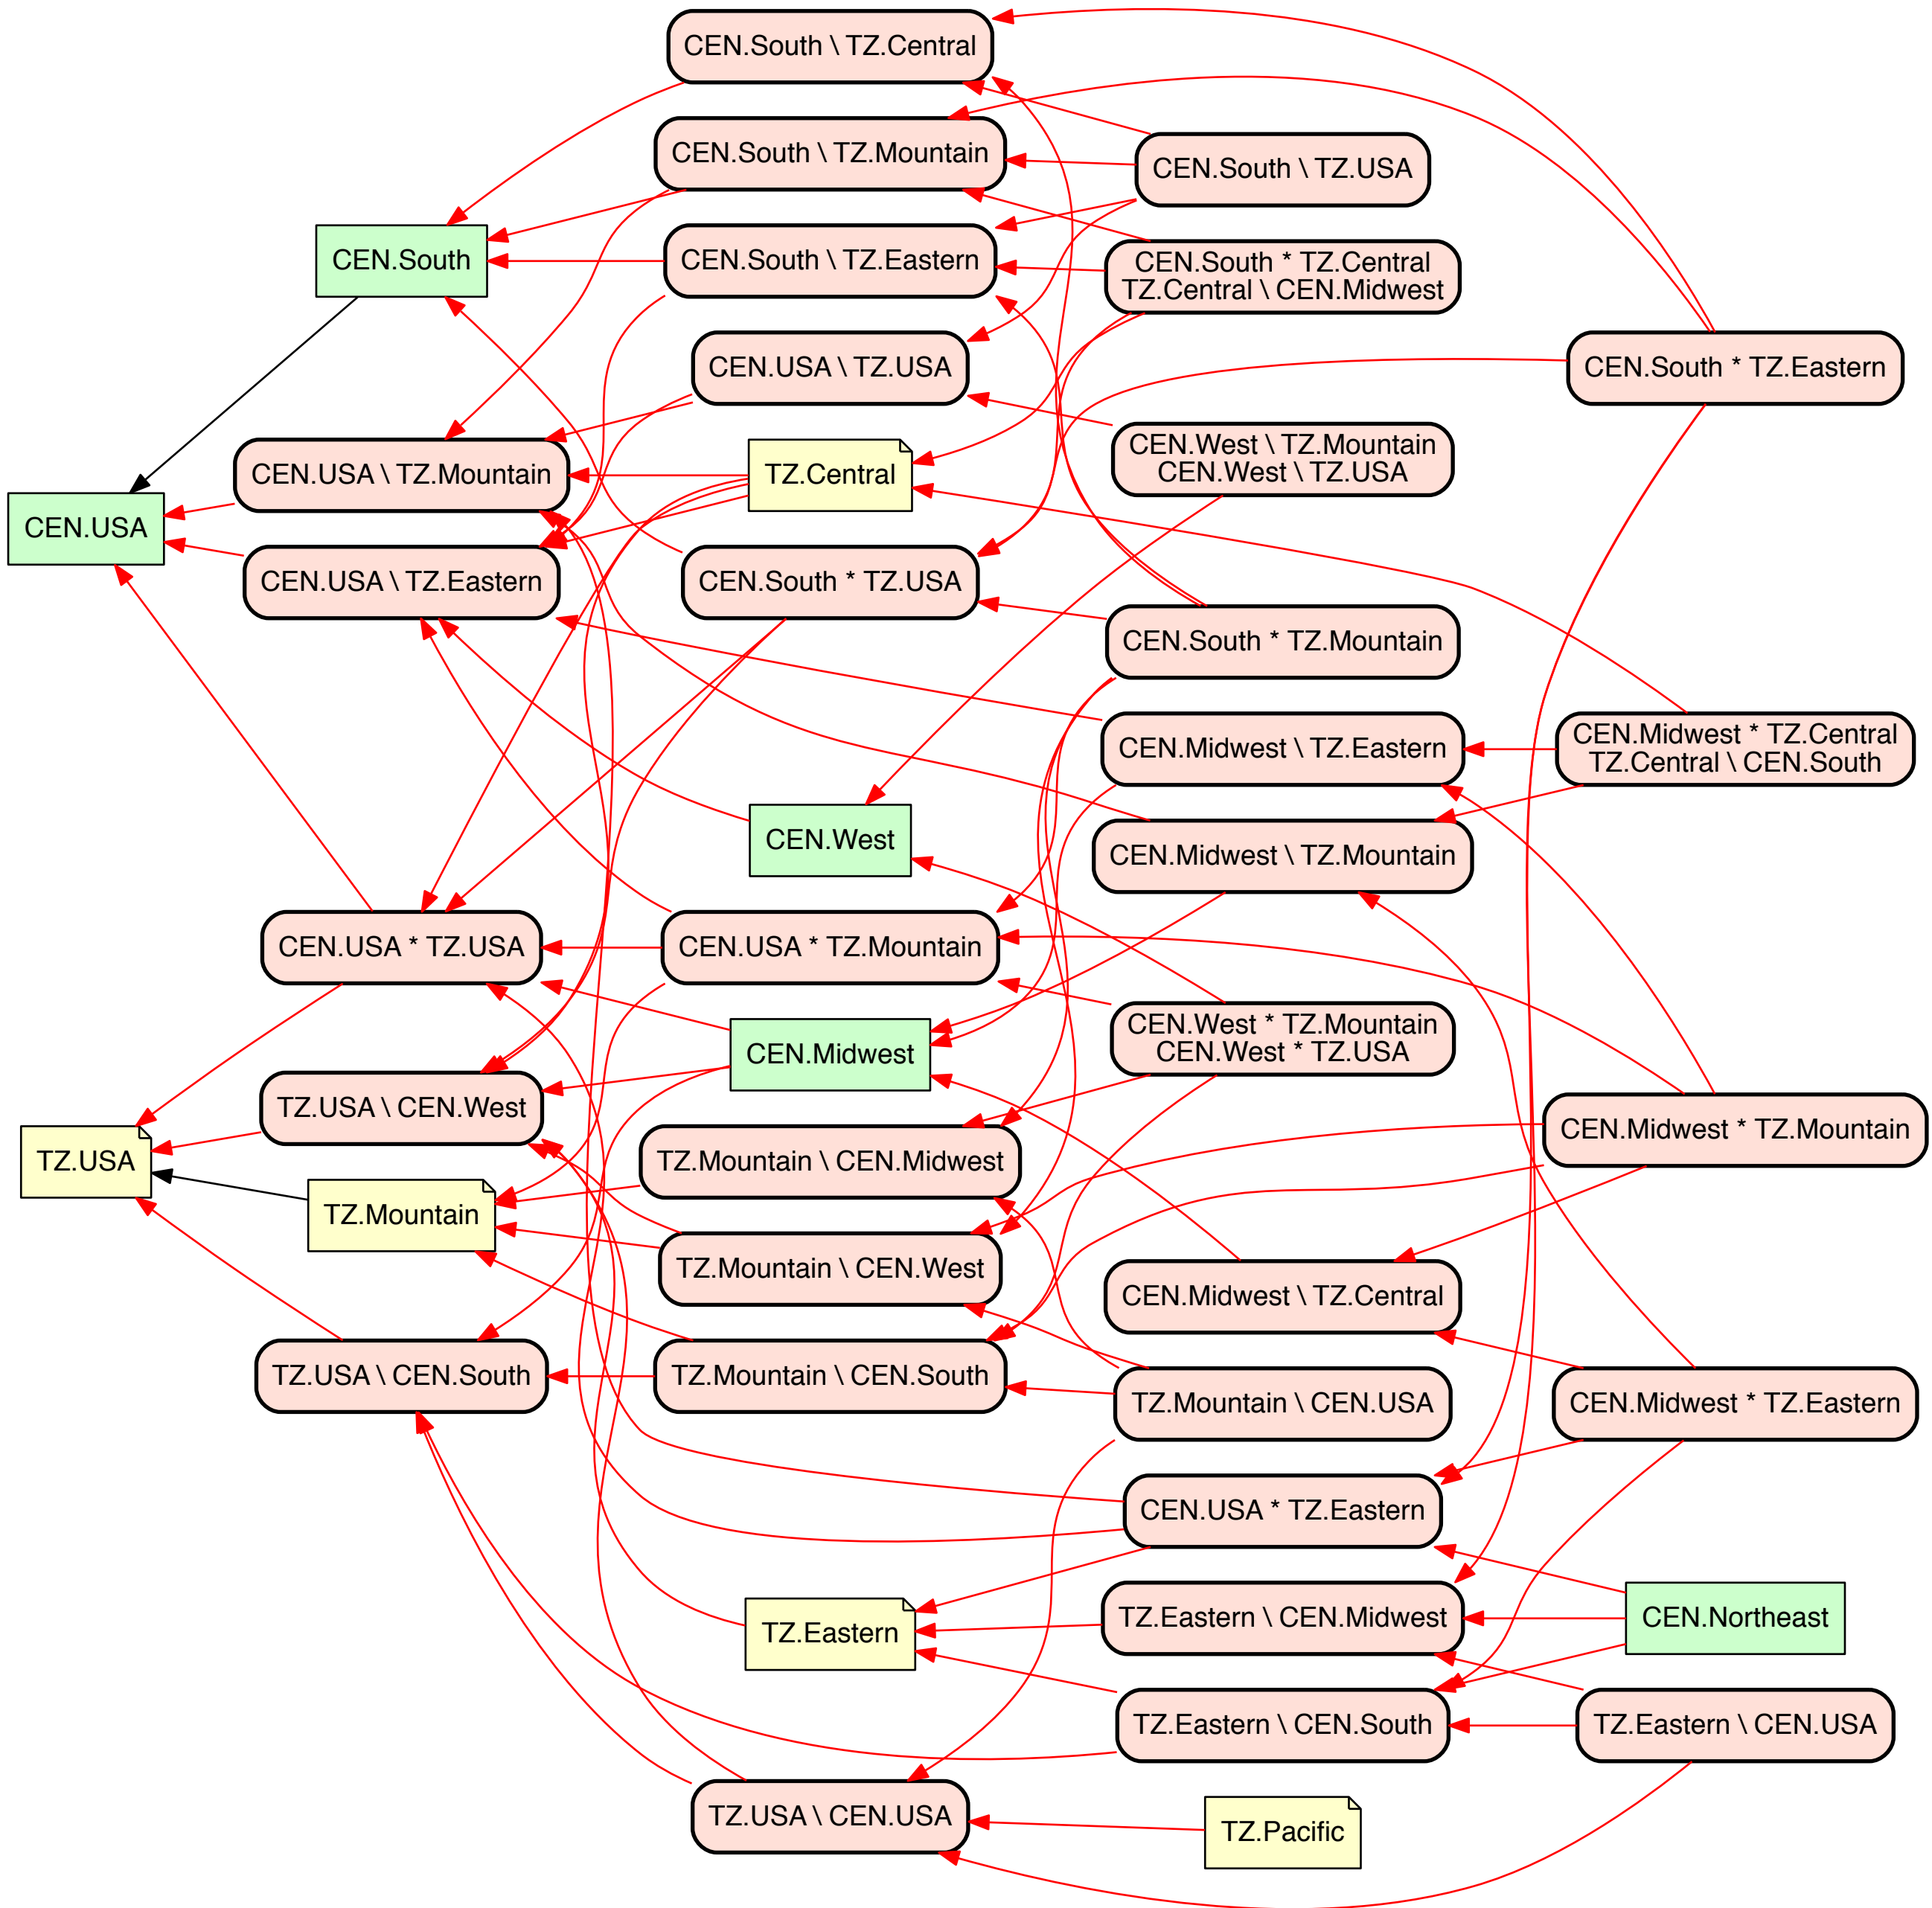 CEN.South \ TZ.Central
CEN.South \ TZ.Mountain
CEN.South \ TZ.USA
CEN.South
CEN.South \ TZ.Eastern
CEN.South * TZ.Central
TZ.Central \ CEN.Midwest
CEN.USA \ TZ.USA
CEN.South * TZ.Eastern
CEN.West \ TZ.Mountain
CEN.West \ TZ.USA
CEN.USA \ TZ.Mountain
TZ.Central
CEN.USA
CEN.USA \ TZ.Eastern
CEN.South * TZ.USA
CEN.South * TZ.Mountain
CEN.Midwest \ TZ.Eastern
CEN.Midwest * TZ.Central
TZ.Central \ CEN.South
CEN.West
CEN.Midwest \ TZ.Mountain
CEN.USA * TZ.USA
CEN.USA * TZ.Mountain
CEN.West * TZ.Mountain
CEN.West * TZ.USA
CEN.Midwest
TZ.USA \ CEN.West
CEN.Midwest * TZ.Mountain
TZ.USA
TZ.Mountain \ CEN.Midwest
TZ.Mountain
TZ.Mountain \ CEN.West
CEN.Midwest \ TZ.Central
TZ.USA \ CEN.South
TZ.Mountain \ CEN.South
TZ.Mountain \ CEN.USA
CEN.Midwest * TZ.Eastern
CEN.USA * TZ.Eastern
TZ.Eastern
TZ.Eastern \ CEN.Midwest
CEN.Northeast
TZ.Eastern \ CEN.South
TZ.Eastern \ CEN.USA
TZ.USA \ CEN.USA
TZ.Pacific